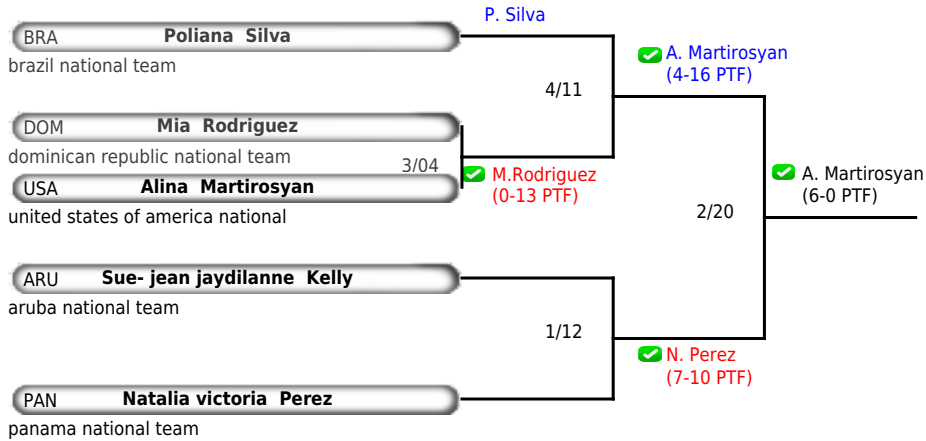 P. Silva
BRA Poliana Silva
brazil national team
4/11
A. Martirosyan
(4-16 PTF)
DOM Mia Rodriguez
dominican republic national team
3/04
M.Rodriguez
(0-13 PTF)
USA Alina Martirosyan
united states of america national
A. Martirosyan
(6-0 PTF)
2/20
ARU Sue- jean jaydilanne Kelly
aruba national team
1/12
N. Perez
(7-10 PTF)
PAN Natalia victoria Perez
panama national team